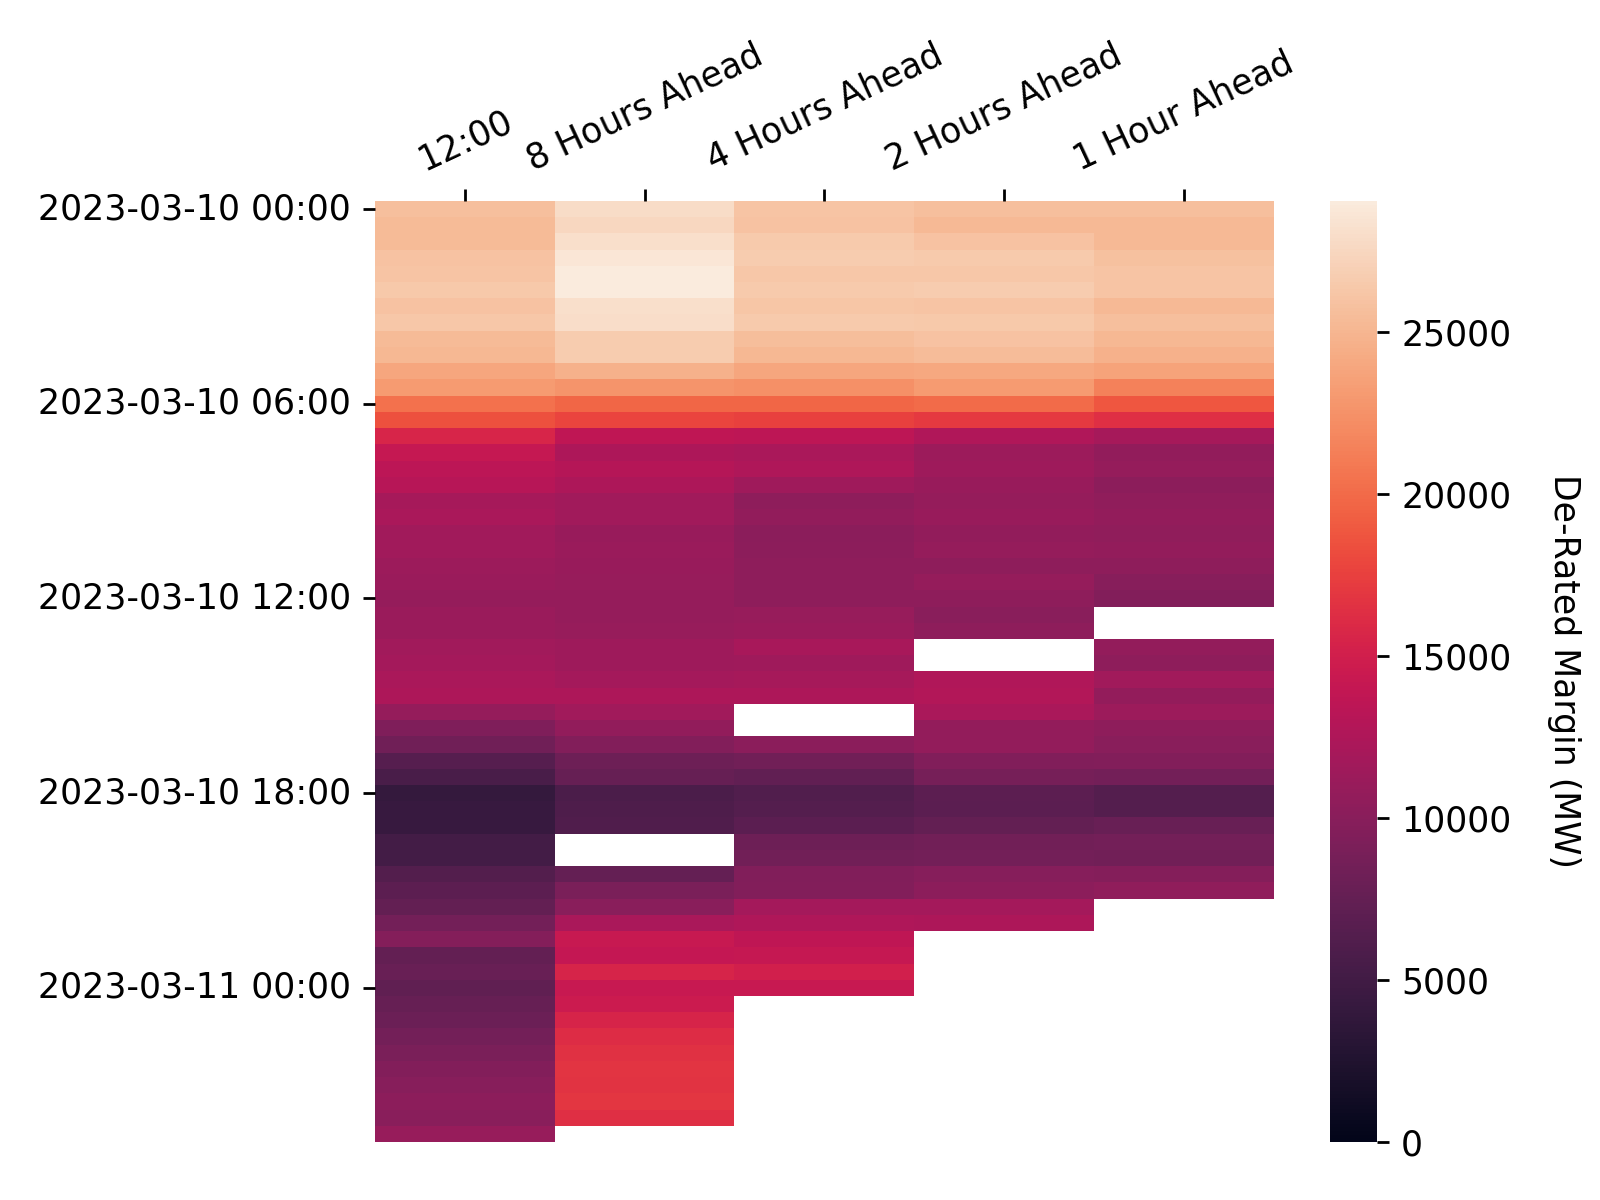 12:00
8 Hours Ahead
4 Hours Ahead
2 Hours Ahead
1 Hour Ahead
2023-03-10 00:00
2023-03-10 06:00
2023-03-10 12:00
2023-03-10 18:00
2023-03-11 00:00
25000
20000
15000
10000
5000
0
De-Rated Margin (MW)